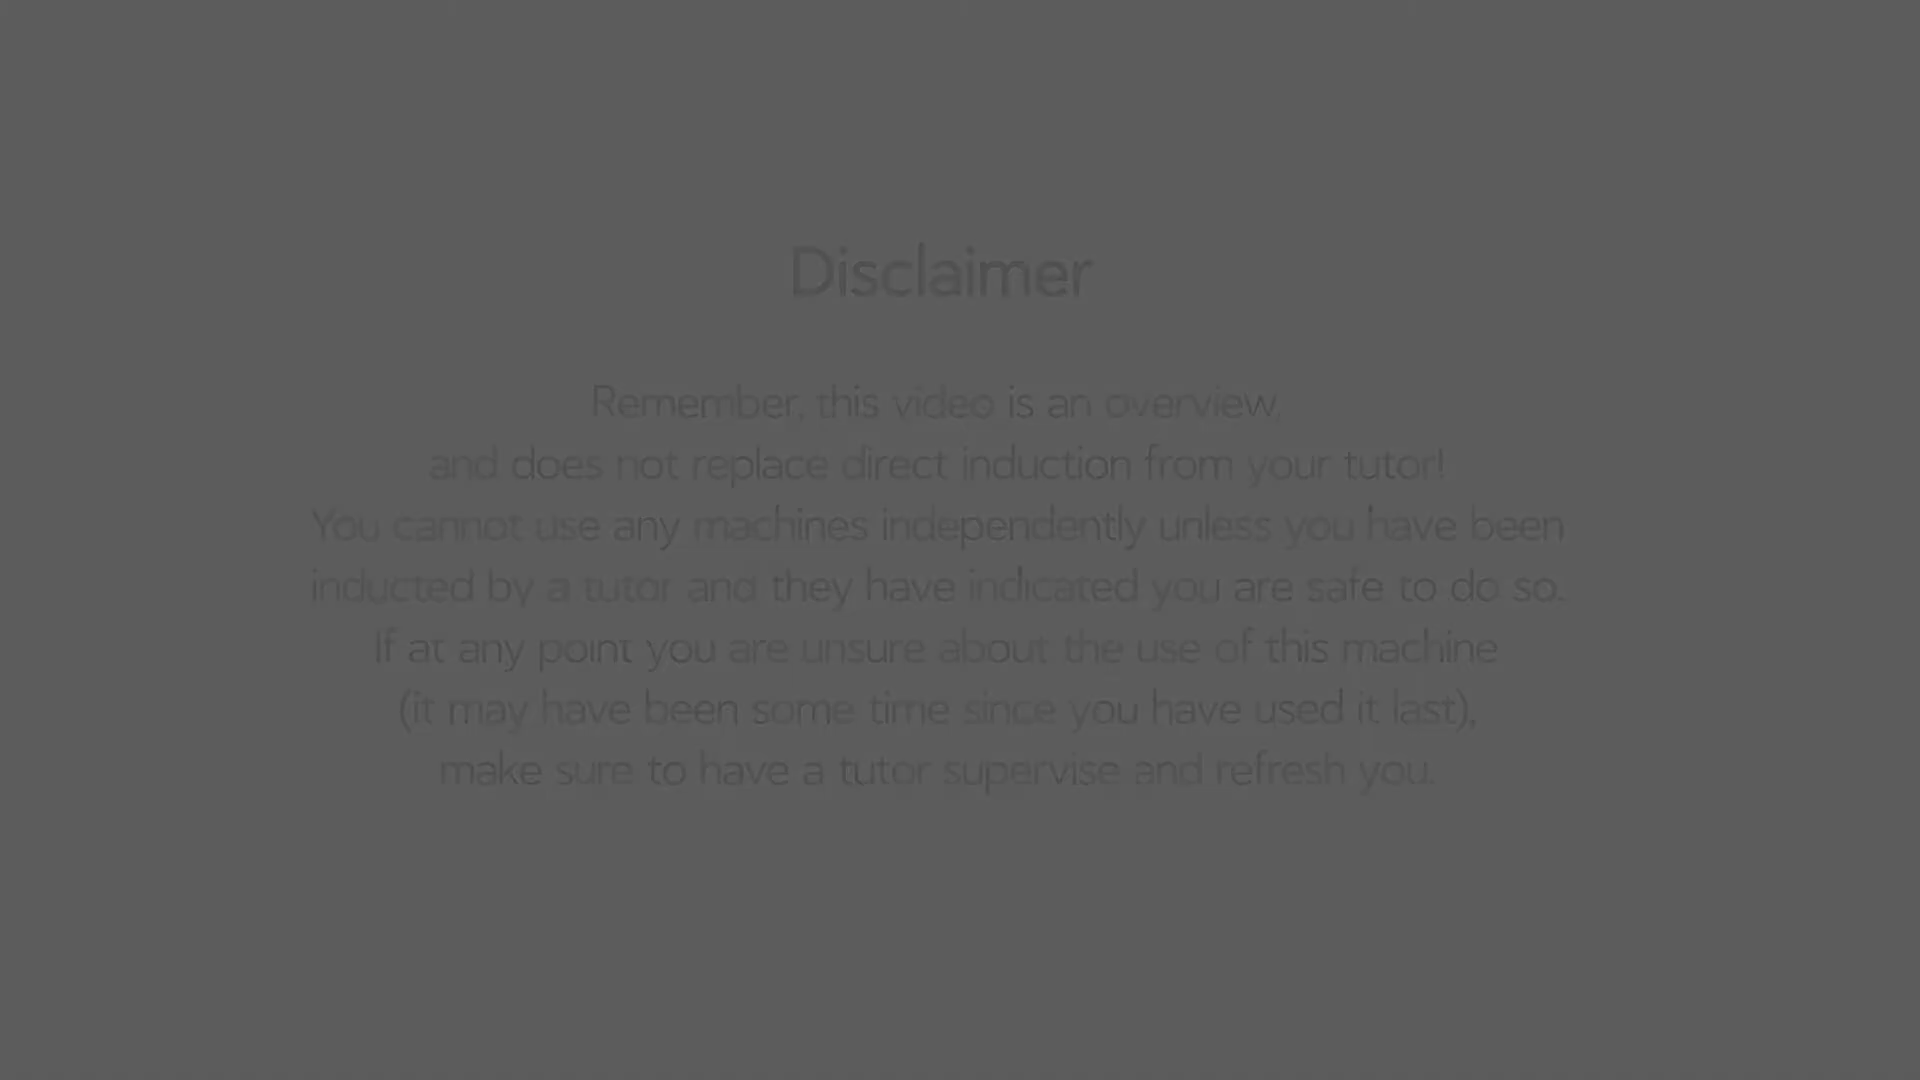 Disclaimer
Remember, this video is an overview,
and does not replace direct induction from your tutor!
You cannot use any machines independently unless you have been
inducted by a tutor and they have indicated you are safe to do so.
If at any point you are unsure about the use of this machine
(it may have been some time since you have used it last),
make sure to have a tutor supervise and refresh you.